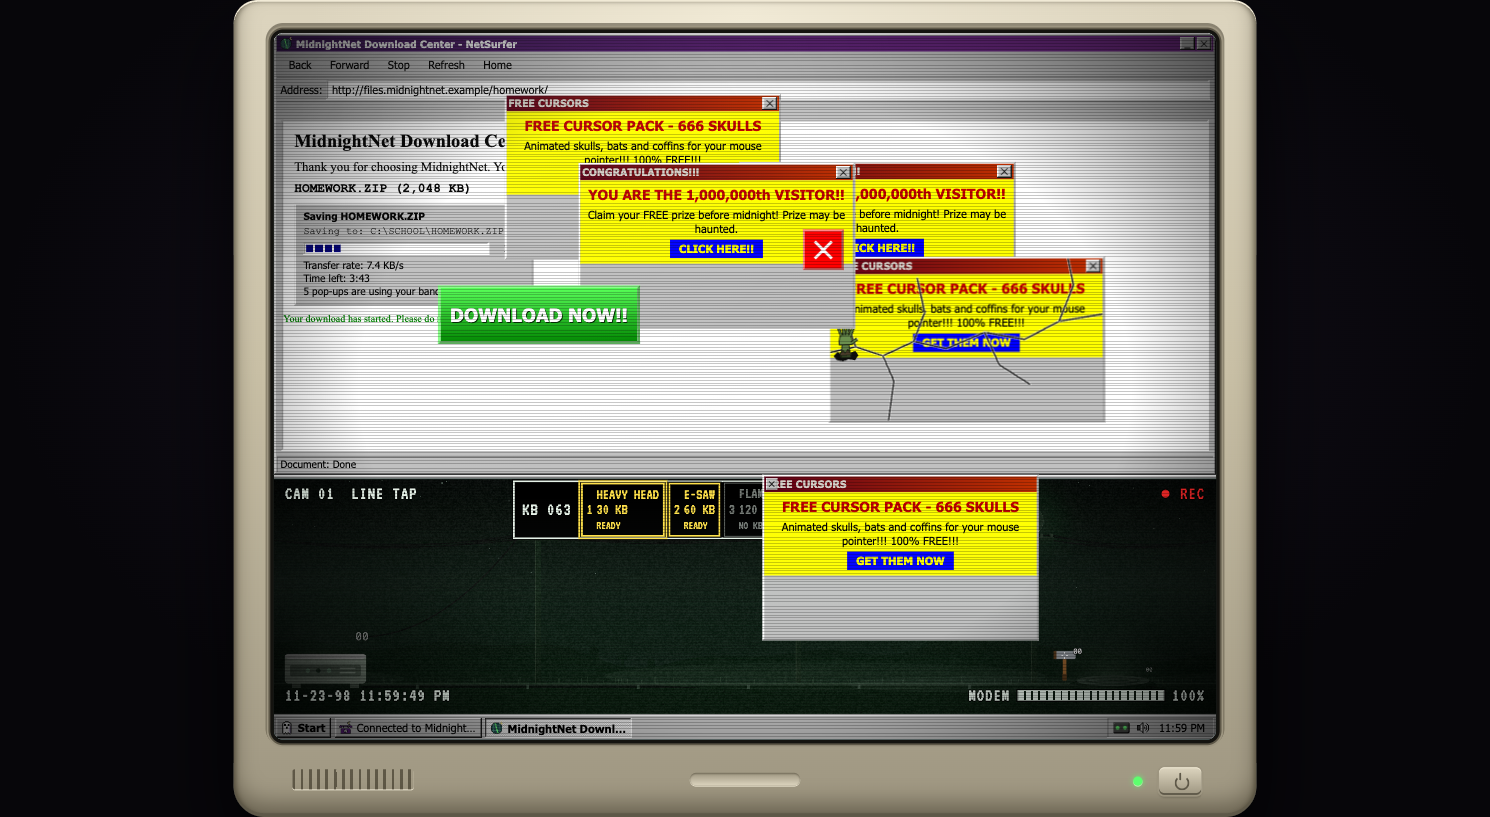 MidnightNet Download Center - NetSurfer
Back Forward Stop Refresh Home
Address: http://files.midnightnet.example/homework/
MidnightNet Download Ce
Thank you for choosing MidnightNet. Yo
HOMEWORK.ZIP (2,048 KB)
Saving HOMEWORK.ZIP
Saving to: C:\SCHOOL\HOMEWORK.ZIP
Transfer rate: 7.4 KB/s
Time left: 3:43
5 pop-ups are using your band
Your download has started. Please do
DOWNLOAD NOW!!
FREE CURSORS
FREE CURSOR PACK - 666 SKULLS
Animated skulls, bats and coffins for your mouse
pointer!!! 100% FREE!!!
CONGRATULATIONS!!!
YOU ARE THE 1,000,000th VISITOR!!
Claim your FREE prize before midnight! Prize may be
haunted.
CLICK HERE!!
!!
,000,000th VISITOR!!
before midnight! Prize may be
haunted.
ICK HERE!!
E CURSORS
REE CURSOR PACK - 666 SKULLS
nimated skulls, bats and coffins for your mouse
pointer!!! 100% FREE!!!
GET THEM NOW
Document: Done
CAM 01 LINE TAP
KB 063
HEAVY HEAD
1 30 KB
READY
E-SAW
2 60 KB
READY
FLAM
3 120
NO KB
REE CURSORS
FREE CURSOR PACK - 666 SKULLS
Animated skulls, bats and coffins for your mouse
pointer!!! 100% FREE!!!
GET THEM NOW
REC
00
00
00
11-23-98 11:59:49 PM
MODEM 100%
Start Connected to Midnight... MidnightNet Downl... 11:59 PM